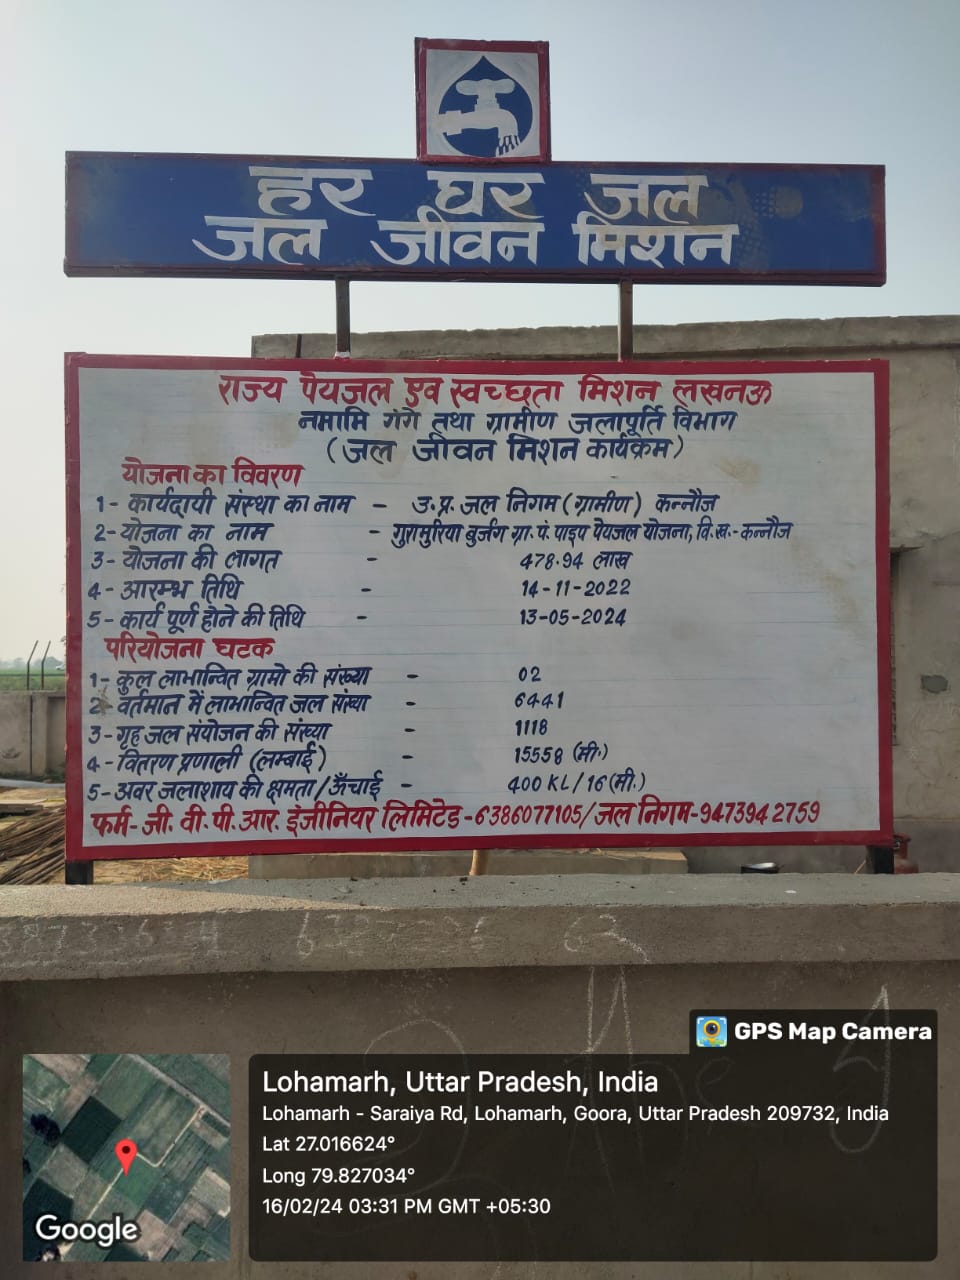 हर घर जल
जल जीवन मिशन
राज्य पेयजल एव स्वच्छता मिशन लखनऊ
नमामि गंगे तथा ग्रामीण जलापूर्ति विभाग
(जल जीवन मिशन कार्यक्रम)
योजना का विवरण
1- कार्यदायी संस्था का नाम - उ.प्र. जल निगम (ग्रामीण) कन्नौज
2- योजना का नाम - गुरामुरिया बुर्जग ग्रा. पं. पाइप पेयजल योजना, वि.ख.-कन्नौज
3- योजना की लागत - 478.94 लाख
4- आरम्भ तिथि - 14-11-2022
5- कार्य पूर्ण होने की तिथि - 13-05-2024
परियोजना घटक
1- कुल लाभान्वित ग्रामो की संख्या - 02
2- वर्तमान में लाभान्वित जल संख्या - 6441
3- गृह जल संयोजन की संख्या - 1118
4- वितरण प्रणाली (लम्बाई) - 15558 (मी.)
5- अवर जलाशाय की क्षमता/ऊँचाई - 400 KL/16 (मी.)
फर्म- जी. वी. पी. आर. इंजीनियर लिमिटेड-6386077105/जल निगम-9473942759
GPS Map Camera
Lohamarh, Uttar Pradesh, India
Lohamarh - Saraiya Rd, Lohamarh, Goora, Uttar Pradesh 209732, India
Lat 27.016624°
Long 79.827034°
16/02/24 03:31 PM GMT +05:30
Google